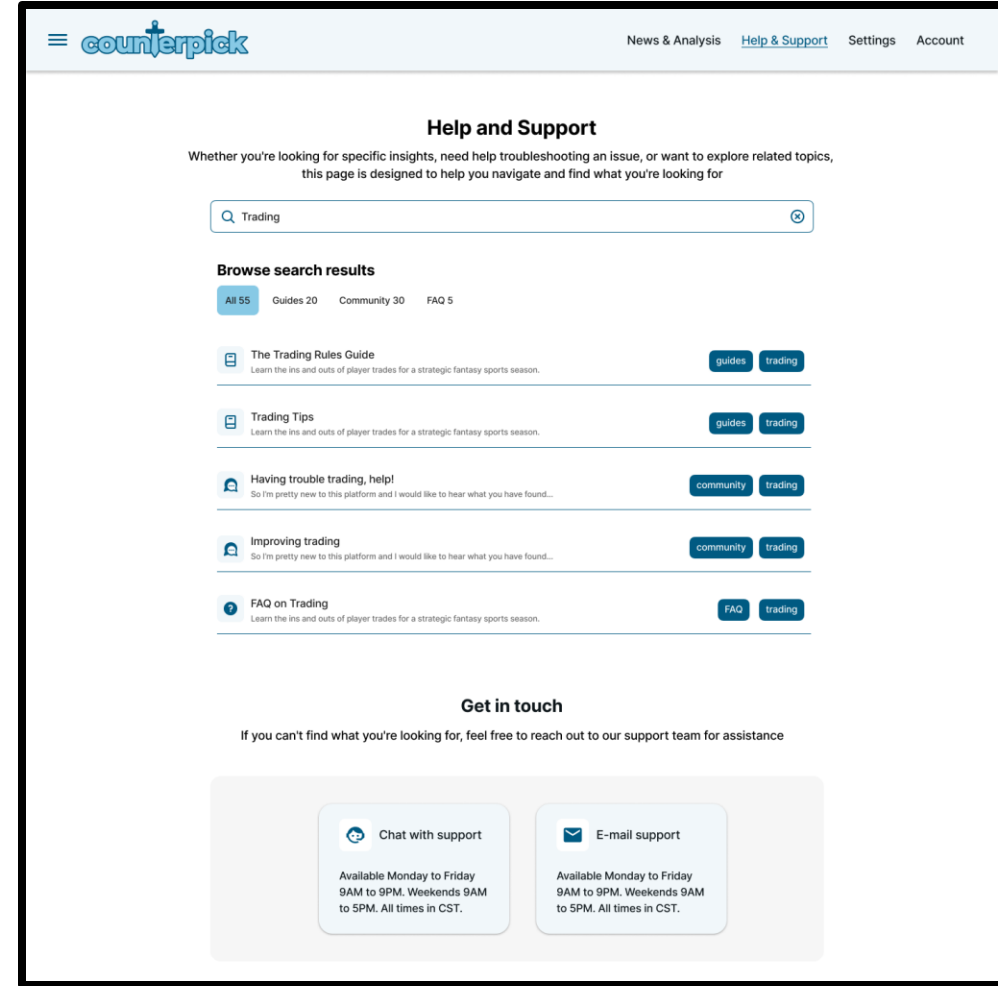 counterpick
News & Analysis
Help & Support
Settings
Account
Help and Support
Whether you're looking for specific insights, need help troubleshooting an issue, or want to explore related topics,
this page is designed to help you navigate and find what you're looking for
Trading
Browse search results
All 55
Guides 20
Community 30
FAQ 5
The Trading Rules Guide
Learn the ins and outs of player trades for a strategic fantasy sports season.
guides
trading
Trading Tips
Learn the ins and outs of player trades for a strategic fantasy sports season.
guides
trading
Having trouble trading, help!
So I'm pretty new to this platform and I would like to hear what you have found...
community
trading
Improving trading
So I'm pretty new to this platform and I would like to hear what you have found...
community
trading
FAQ on Trading
Learn the ins and outs of player trades for a strategic fantasy sports season.
FAQ
trading
Get in touch
If you can't find what you're looking for, feel free to reach out to our support team for assistance
Chat with support
Available Monday to Friday
9AM to 9PM. Weekends 9AM
to 5PM. All times in CST.
E-mail support
Available Monday to Friday
9AM to 9PM. Weekends 9AM
to 5PM. All times in CST.